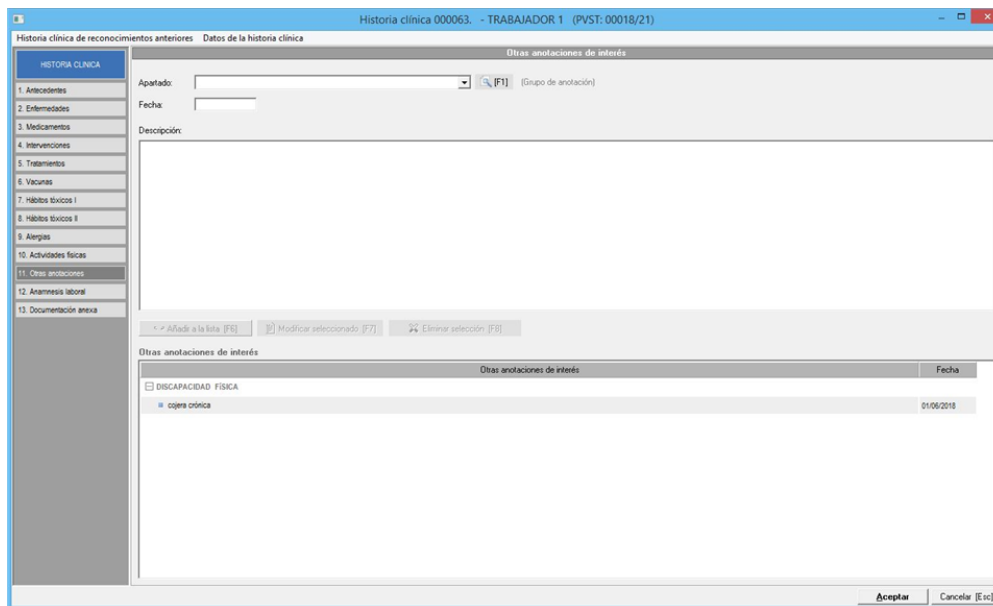 Historia clínica 000063. - TRABAJADOR 1 (PVST: 00018/21)
Historia clínica de reconocimientos anteriores Datos de la historia clínica
HISTORIA CLINICA
1. Antecedentes
2. Enfermedades
3. Medicamentos
4. Intervenciones
5. Tratamientos
6. Vacunas
7. Hábitos tóxicos I
8. Hábitos tóxicos II
9. Alergias
10. Actividades físicas
11. Otras anotaciones
12. Anamnesis laboral
13. Documentación anexa
Otras anotaciones de interés
Apartado: [F1] (Grupo de anotación)
Fecha:
Descripción:
Añadir a la lista [F6] Modificar seleccionado [F7] Eliminar selección [F8]
Otras anotaciones de interés
Otras anotaciones de interés Fecha
DISCAPACIDAD FÍSICA
cojera crónica 01/06/2018
Aceptar Cancelar [Esc]